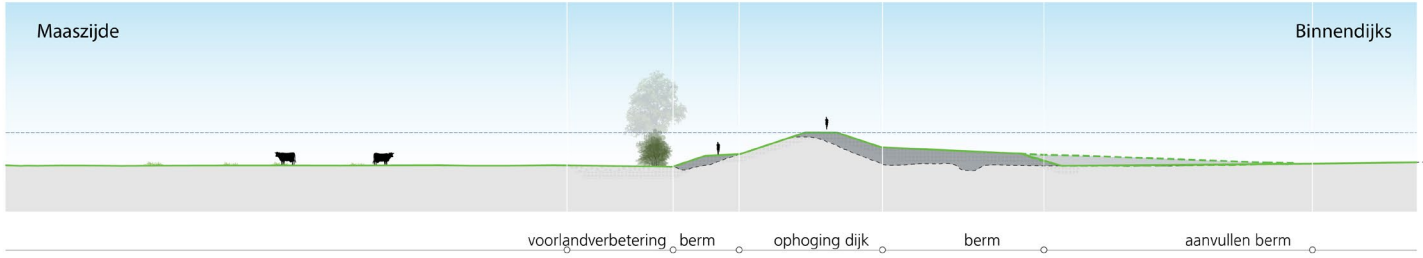 Maaszijde Binnendijks
voorlandverbetering berm ophoging dijk berm aanvullen berm